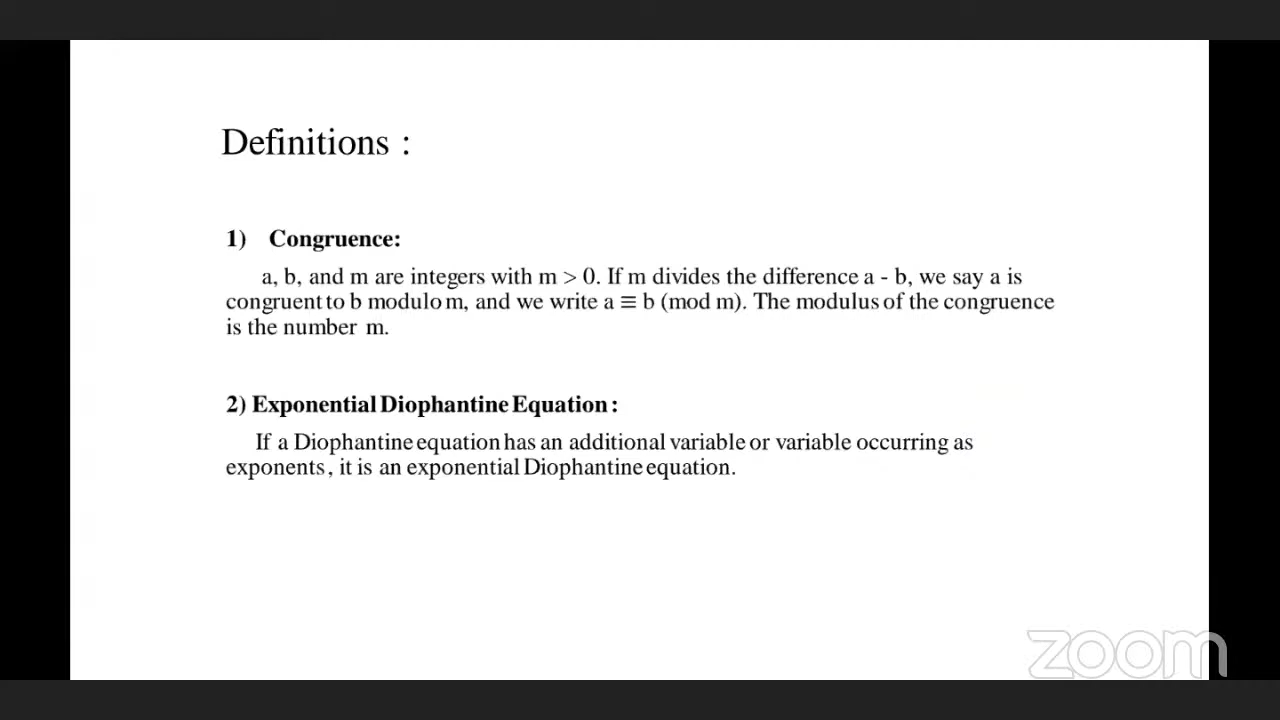 Definitions :
1) Congruence:
a, b, and m are integers with m > 0. If m divides the difference a - b, we say a is
congruent to b modulo m, and we write a ≡ b (mod m). The modulus of the congruence
is the number m.
2) Exponential Diophantine Equation :
If a Diophantine equation has an additional variable or variable occurring as
exponents, it is an exponential Diophantine equation.
zoom